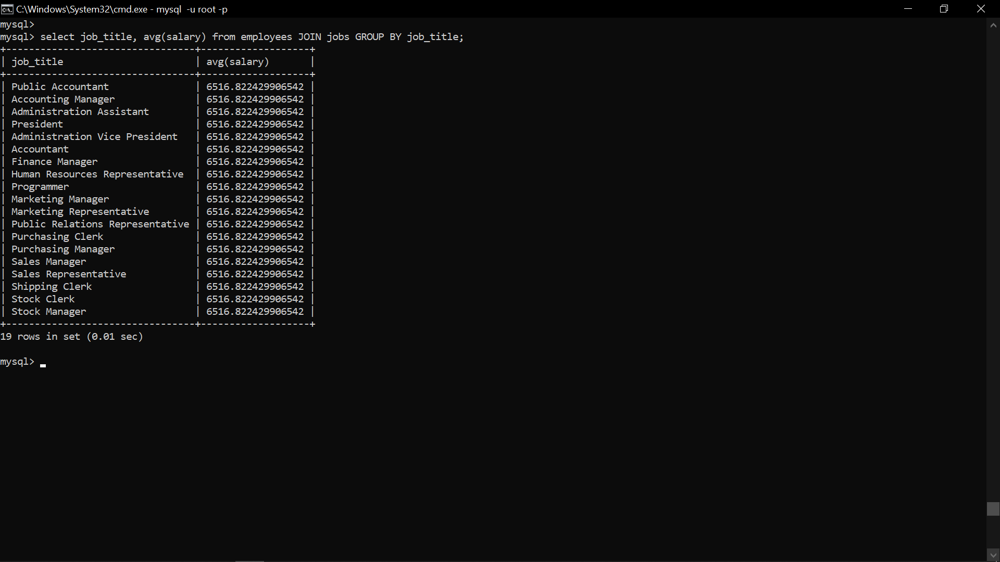 C:\Windows\System32\cmd.exe - mysql  -u root -p
mysql>
mysql> select job_title, avg(salary) from employees JOIN jobs GROUP BY job_title;
+---------------------------------+-------------------+
| job_title                       | avg(salary)       |
+---------------------------------+-------------------+
| Public Accountant               | 6516.822429906542 |
| Accounting Manager              | 6516.822429906542 |
| Administration Assistant        | 6516.822429906542 |
| President                       | 6516.822429906542 |
| Administration Vice President   | 6516.822429906542 |
| Accountant                      | 6516.822429906542 |
| Finance Manager                 | 6516.822429906542 |
| Human Resources Representative  | 6516.822429906542 |
| Programmer                      | 6516.822429906542 |
| Marketing Manager               | 6516.822429906542 |
| Marketing Representative        | 6516.822429906542 |
| Public Relations Representative | 6516.822429906542 |
| Purchasing Clerk                | 6516.822429906542 |
| Purchasing Manager              | 6516.822429906542 |
| Sales Manager                   | 6516.822429906542 |
| Sales Representative            | 6516.822429906542 |
| Shipping Clerk                  | 6516.822429906542 |
| Stock Clerk                     | 6516.822429906542 |
| Stock Manager                   | 6516.822429906542 |
+---------------------------------+-------------------+
19 rows in set (0.01 sec)
mysql>